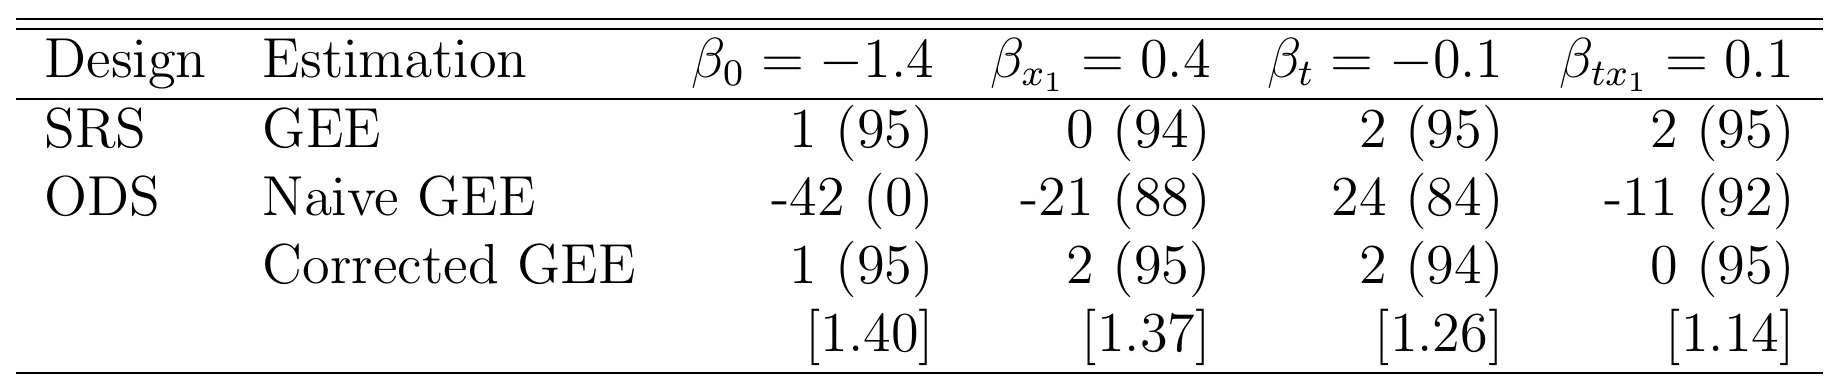 Design Estimation β₀ = −1.4 βₓ₁ = 0.4 βₜ = −0.1 βₜₓ₁ = 0.1
SRS GEE 1 (95) 0 (94) 2 (95) 2 (95)
ODS Naive GEE -42 (0) -21 (88) 24 (84) -11 (92)
Corrected GEE 1 (95) 2 (95) 2 (94) 0 (95)
[1.40] [1.37] [1.26] [1.14]